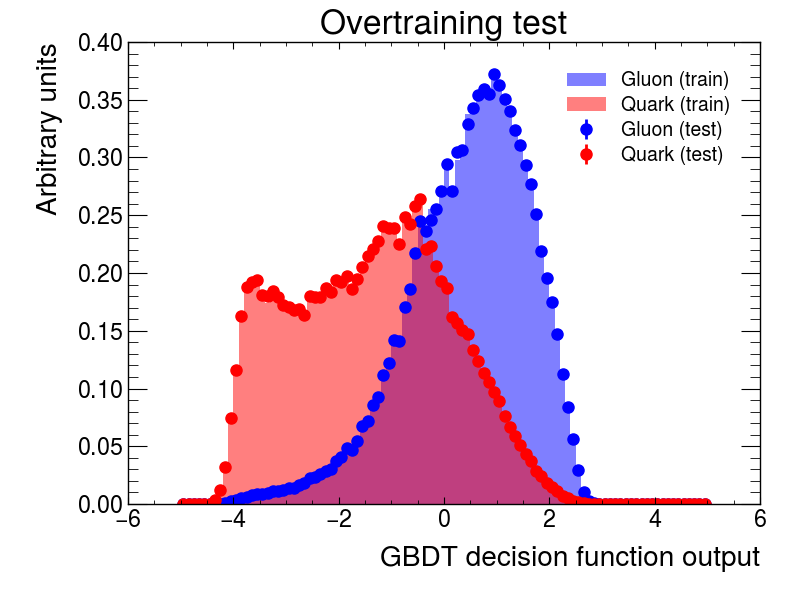 Overtraining test
Arbitrary units
0.40
0.35
0.30
0.25
0.20
0.15
0.10
0.05
0.00
Gluon (train)
Quark (train)
Gluon (test)
Quark (test)
−6 −4 −2 0 2 4 6
GBDT decision function output